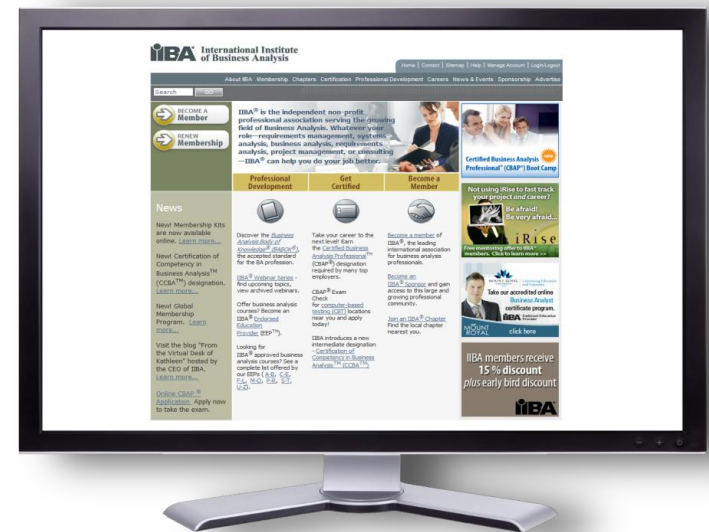 iiBA® International Institute
of Business Analysis
Home | Contact | Sitemap | Help | Manage Account | Login/Logout
About IIBA Membership Chapters Certification Professional Development Careers News & Events Sponsorship Advertise
Search GO
BECOME A
Member
RENEW
Membership
IIBA® is the independent non-profit
professional association serving the growing
field of Business Analysis. Whatever your
role—requirements management, systems
analysis, business analysis, requirements
analysis, project management, or consulting
—IIBA® can help you do your job better.
Certified Business Analysis
Professional™ (CBAP®) Boot Camp
Professional
Development
Get
Certified
Become a
Member
News
New! Membership Kits
are now available
online. Learn more...
New! Certification of
Competency in
Business Analysis™
(CCBA™) designation.
Learn more...
New! Global
Membership
Program. Learn
more...
Visit the blog "From
the Virtual Desk of
Kathleen" hosted by
the CEO of IIBA.
Learn more...
Online CBAP®
Application. Apply now
to take the exam.
Discover the Business
Analysis Body of
Knowledge® (BABOK®),
the accepted standard
for the BA profession.
IIBA® Webinar Series -
find upcoming topics,
view archived webinars.
Offer business analysis
courses? Become an
IIBA® Endorsed
Education
Provider (EEP™).
Looking for
IIBA® approved business
analysis courses? See a
complete list offered by
our EEPs ( A-B, C-E,
F-L, M-O, P-R, S-T,
U-Z).
Take your career to the
next level! Earn
the Certified Business
Analysis Professional™
(CBAP®) designation
required by many top
employers.
CBAP® Exam
Check
for computer-based
testing (CBT) locations
near you and apply
today!
IIBA introduces a new
intermediate designation
-Certification of
Competency in Business
Analysis™ (CCBA™)
Become a member of
IIBA®, the leading
international association
for business analysis
professionals.
Become an
IIBA® Sponsor and gain
access to this large and
growing professional
community.
Join an IIBA® Chapter
Find the local chapter
nearest you.
Not using iRise to fast track
your project and career?
Be afraid!
Be very afraid...
iRise
Free mentoring offer to IIBA®
members. Click to learn more >>
MOUNT ROYAL
Take our accredited online
Business Analyst
certificate program.
iiBA
MOUNT
ROYAL
click here
IIBA members receive
15 % discount
plus early bird discount
iiBA